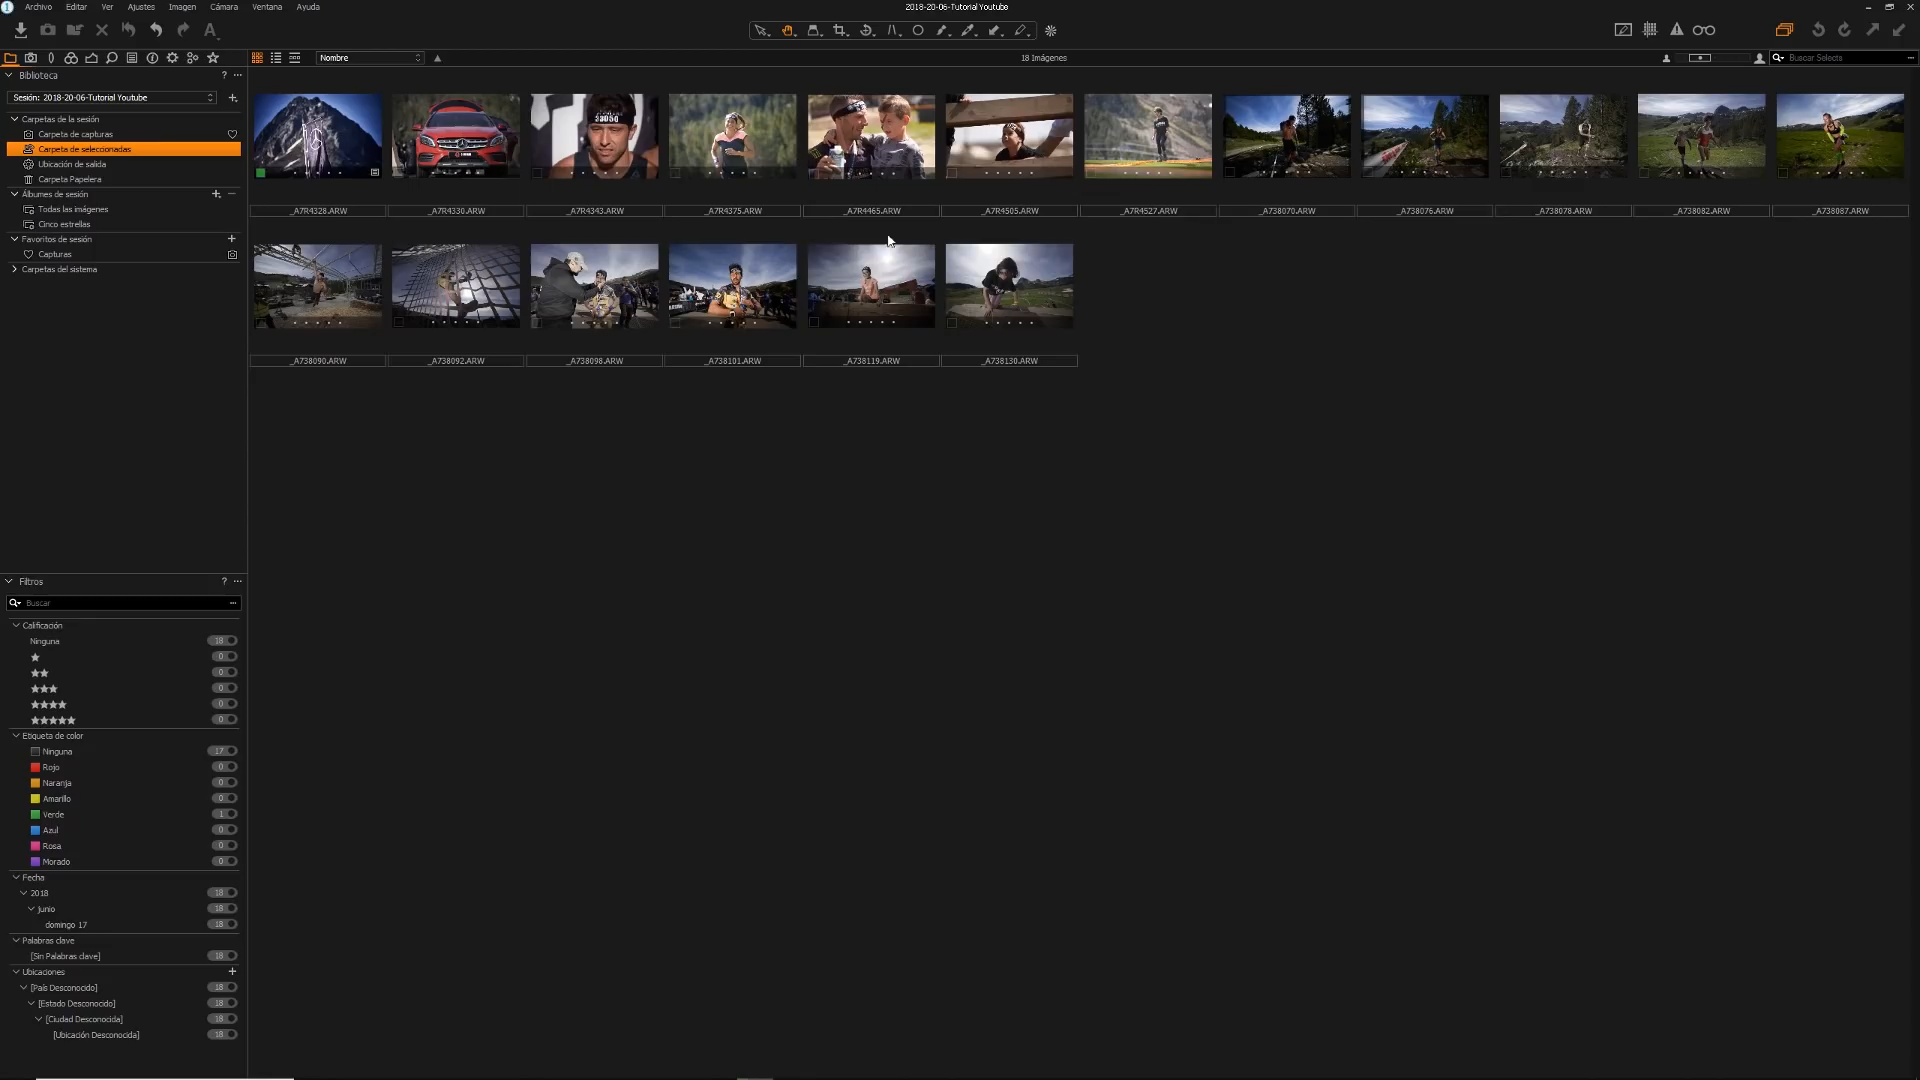 2018-20-06-Tutorial Youtube
Archivo Editar Ver Ajustes Imagen Cámara Ventana Ayuda
Nombre
18 Imágenes
Buscar Selects
Biblioteca
Sesión: 2018-20-06-Tutorial Youtube
Carpetas de la sesión
Carpeta de capturas
Carpeta de seleccionadas
Ubicación de salida
Carpeta Papelera
Álbumes de sesión
Todas las imágenes
Cinco estrellas
Favoritos de sesión
Capturas
Carpetas del sistema
_A7R4328.ARW _A7R4330.ARW _A7R4343.ARW _A7R4375.ARW _A7R4465.ARW _A7R4505.ARW _A7R4527.ARW _A738070.ARW _A738076.ARW _A738078.ARW _A738082.ARW _A738087.ARW
_A738090.ARW _A738092.ARW _A738098.ARW _A738101.ARW _A738119.ARW _A738130.ARW
Filtros
Buscar
Calificación
Ninguna 18
0
0
0
0
0
Etiqueta de color
Ninguna 17
Rojo 0
Naranja 0
Amarillo 0
Verde 1
Azul 0
Rosa 0
Morado 0
Fecha
2018 18
junio 18
domingo 17 18
Palabras clave
[Sin Palabras clave] 18
Ubicaciones
[País Desconocido] 18
[Estado Desconocido] 18
[Ciudad Desconocida] 18
[Ubicación Desconocida] 18